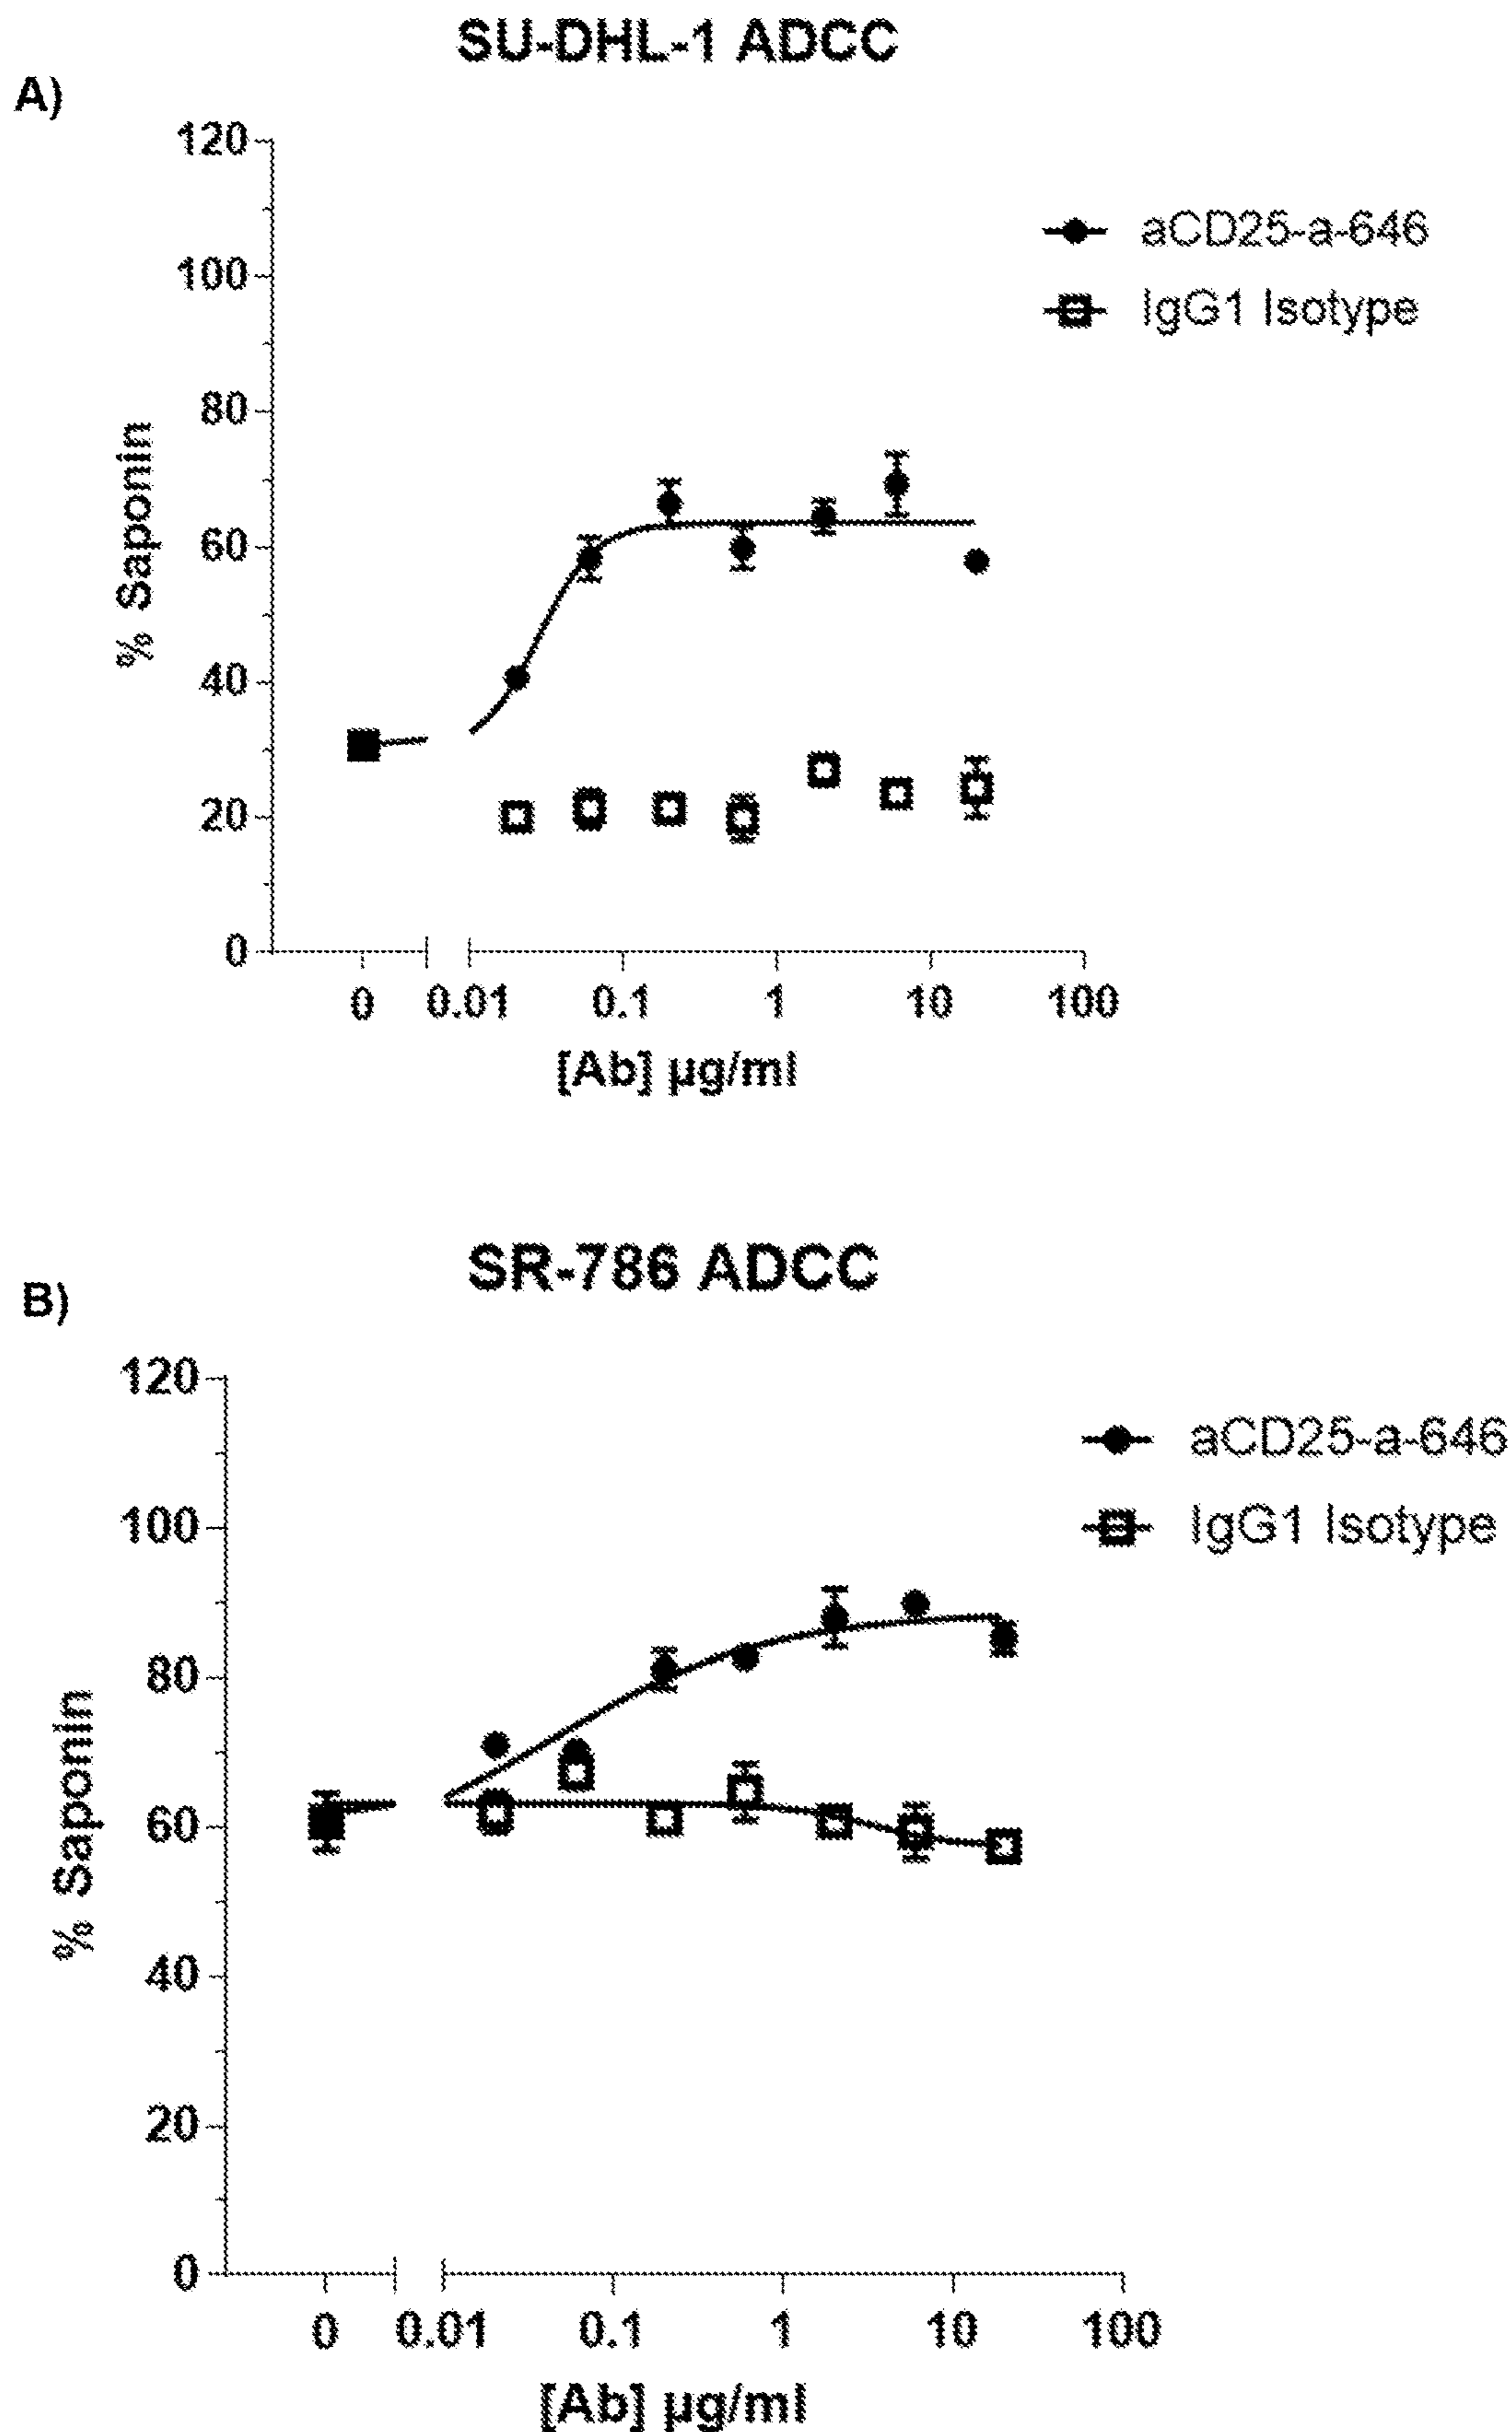 SU-DHL-1 ADCC
A)
120
100
80
60
40
20
0
% Saponin
aCD25-a-646
IgG1 Isotype
0 0.01 0.1 1 10 100
[Ab] µg/ml
SR-786 ADCC
B)
120
100
80
60
40
20
0
% Saponin
aCD25-a-646
IgG1 Isotype
0 0.01 0.1 1 10 100
[Ab] µg/ml